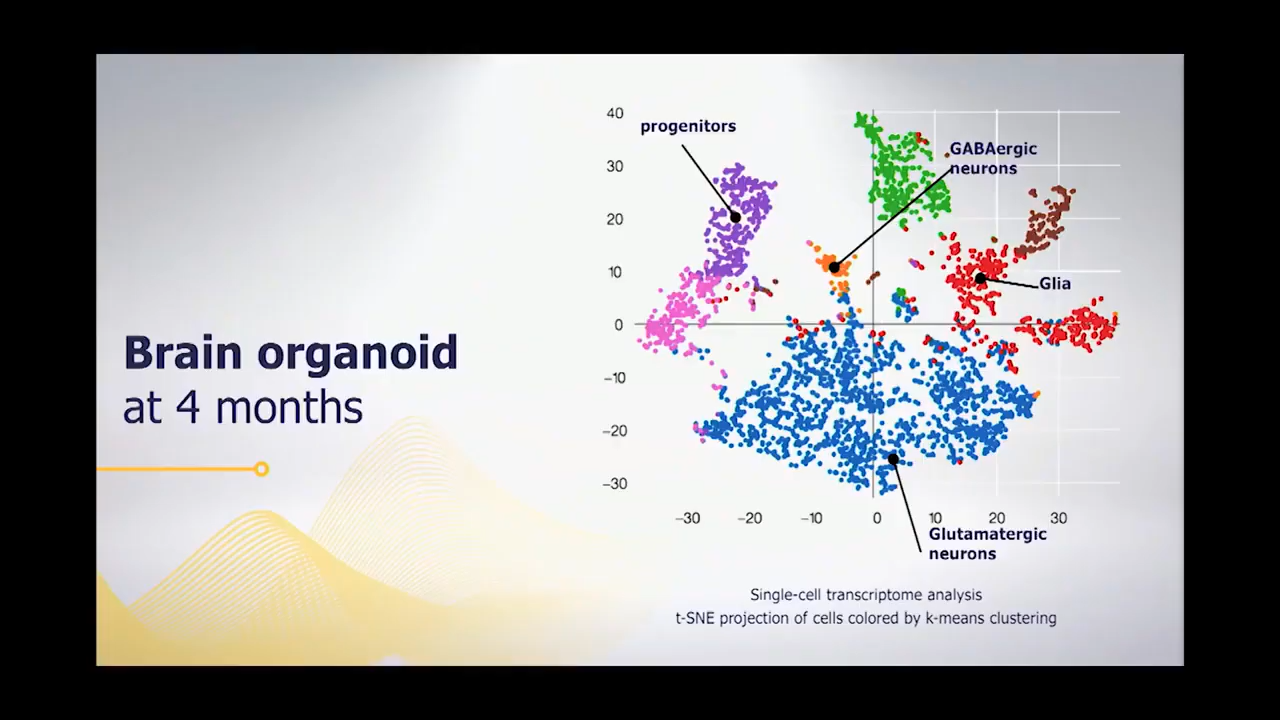 Brain organoid
at 4 months
40
30
20
10
0
–10
–20
–30
–30
–20
–10
0
10
20
30
progenitors
GABAergic
neurons
Glia
Glutamatergic
neurons
Single-cell transcriptome analysis
t-SNE projection of cells colored by k-means clustering